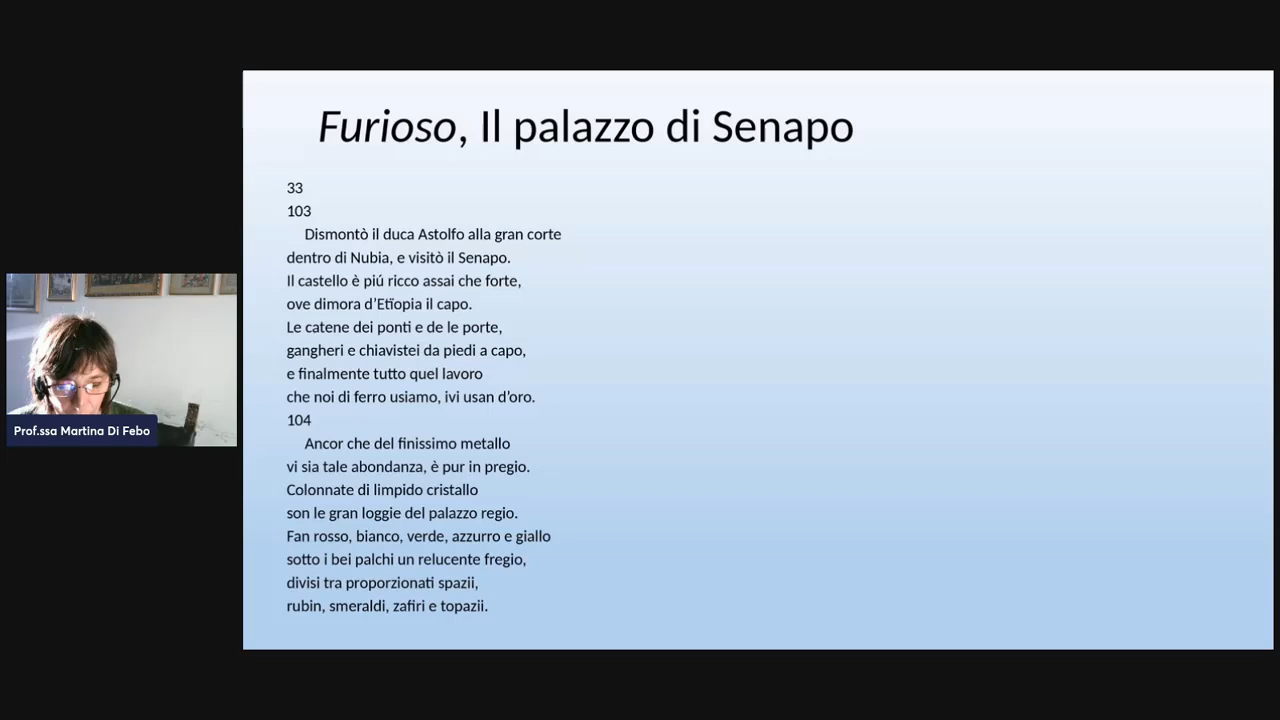 Furioso, Il palazzo di Senapo
33
103
Dismontò il duca Astolfo alla gran corte
dentro di Nubia, e visitò il Senapo.
Il castello è piú ricco assai che forte,
ove dimora d’Etiopia il capo.
Le catene dei ponti e de le porte,
gangheri e chiavistei da piedi a capo,
e finalmente tutto quel lavoro
che noi di ferro usiamo, ivi usan d’oro.
104
Ancor che del finissimo metallo
vi sia tale abondanza, è pur in pregio.
Colonnate di limpido cristallo
son le gran loggie del palazzo regio.
Fan rosso, bianco, verde, azzurro e giallo
sotto i bei palchi un relucente fregio,
divisi tra proporzionati spazii,
rubin, smeraldi, zafiri e topazii.
Prof.ssa Martina Di Febo